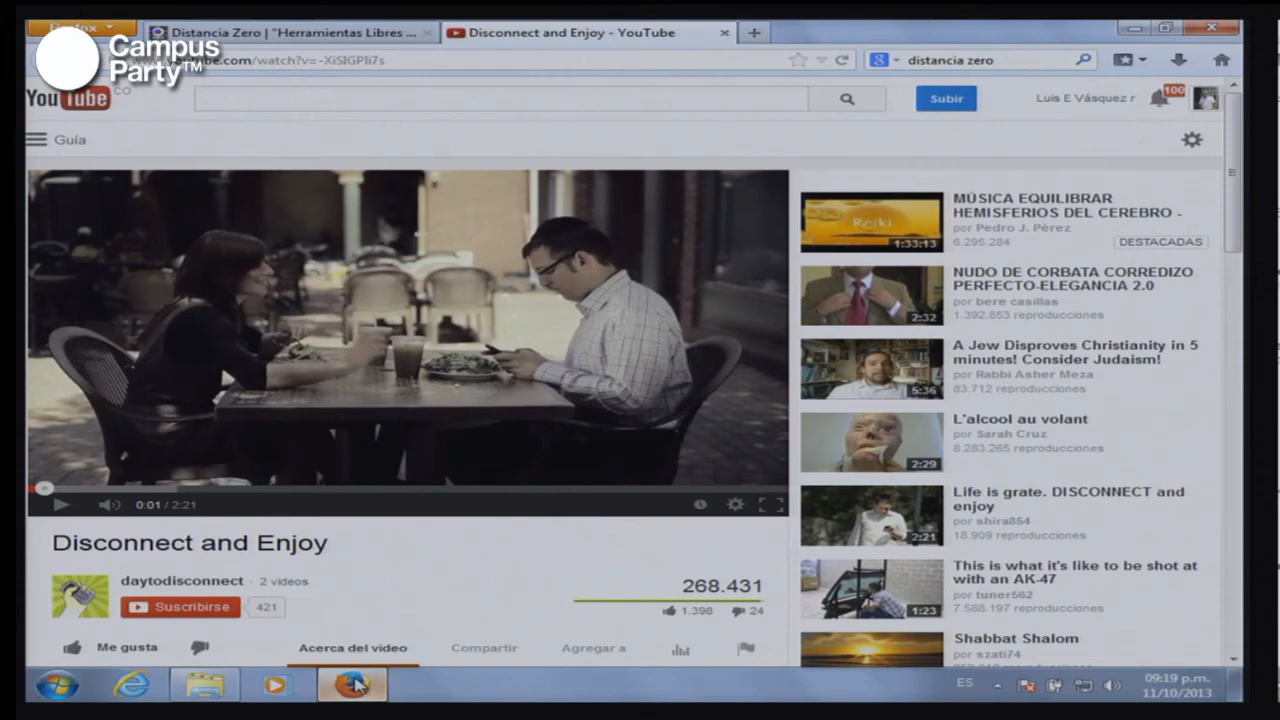 Firefox
Distancia Zero | "Herramientas Libres ...
Disconnect and Enjoy - YouTube
Campus
Party™
be.com/watch?v=-XiSIGPIi7s
distancia zero
YouTube CO
Subir
Luis E Vásquez r
100
Guía
MÚSICA EQUILIBRAR
HEMISFERIOS DEL CEREBRO -
por Pedro J. Pérez
6.295.284
DESTACADAS
Reiki
1:33:13
NUDO DE CORBATA CORREDIZO
PERFECTO-ELEGANCIA 2.0
por bere casillas
1.392.853 reproducciones
2:32
A Jew Disproves Christianity in 5
minutes! Consider Judaism!
por Rabbi Asher Meza
83.712 reproducciones
5:36
L'alcool au volant
por Sarah Cruz
8.283.265 reproducciones
2:29
Life is grate. DISCONNECT and
enjoy
por shira854
18.909 reproducciones
2:21
This is what it's like to be shot at
with an AK-47
por tuner562
7.588.197 reproducciones
1:23
Shabbat Shalom
por szati74
0:01 / 2:21
Disconnect and Enjoy
daytodisconnect · 2 videos
Suscribirse
421
268.431
1.398
24
Me gusta
Acerca del video
Compartir
Agregar a
ES
09:19 p.m.
11/10/2013